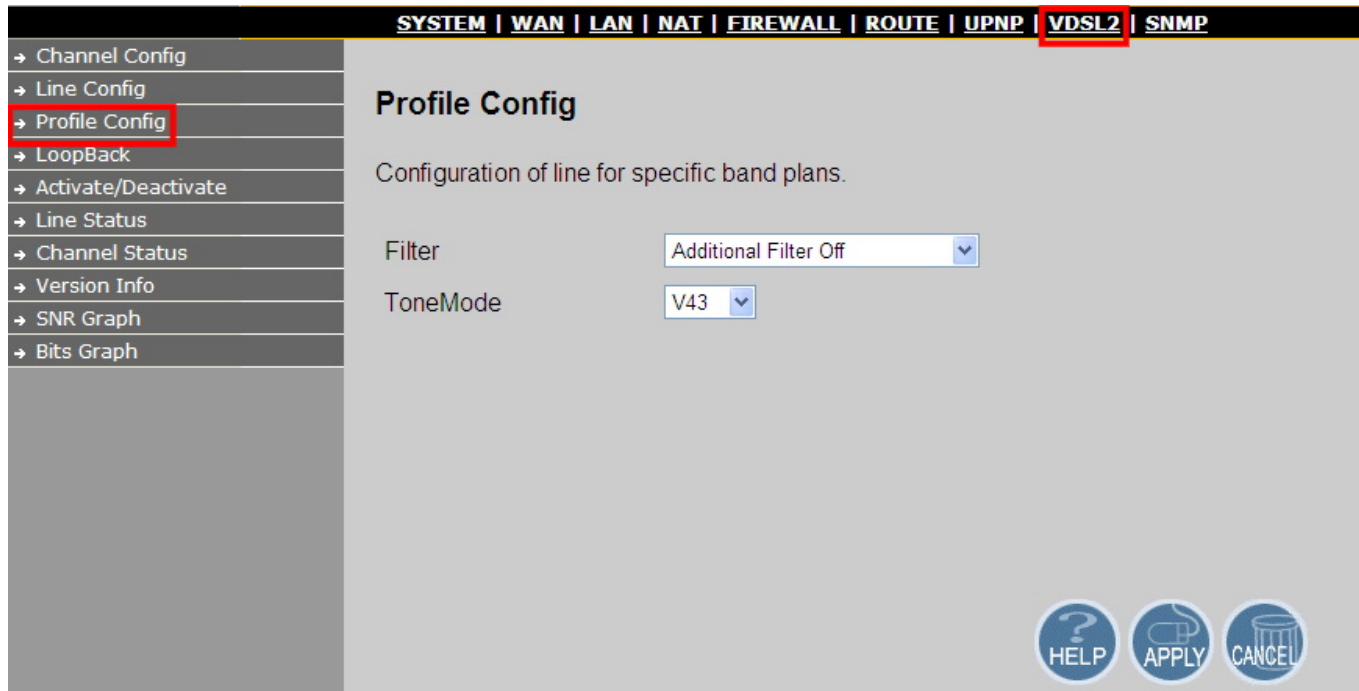 SYSTEM | WAN | LAN | NAT | FIREWALL | ROUTE | UPNP | VDSL2 | SNMP
→ Channel Config
→ Line Config
→ Profile Config
→ LoopBack
→ Activate/Deactivate
→ Line Status
→ Channel Status
→ Version Info
→ SNR Graph
→ Bits Graph
Profile Config
Configuration of line for specific band plans.
Filter Additional Filter Off
ToneMode V43
HELP APPLY CANCEL